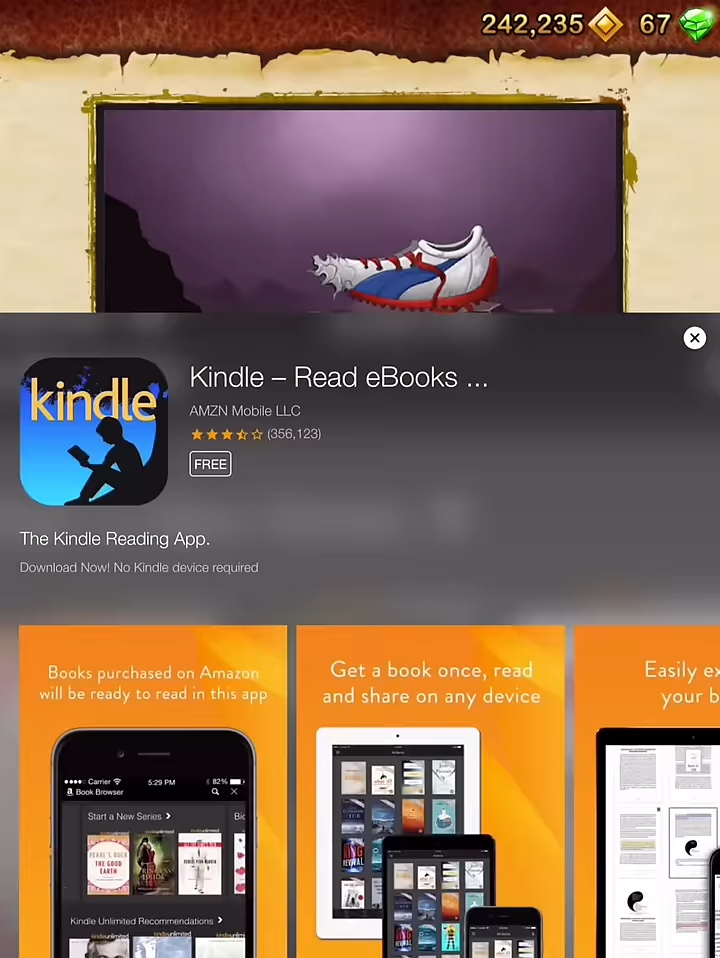 242,235 67
kindle
Kindle – Read eBooks ...
AMZN Mobile LLC
(356,123)
FREE
The Kindle Reading App.
Download Now! No Kindle device required
Books purchased on Amazon
will be ready to read in this app
Carrier 5:29 PM 82%
Book Browser
Start a New Series
PEARL S. BUCK
THE GOOD
EARTH
Kindle Unlimited Recommendations
kindleunlimited
Get a book once, read
and share on any device
Easily ex
your b